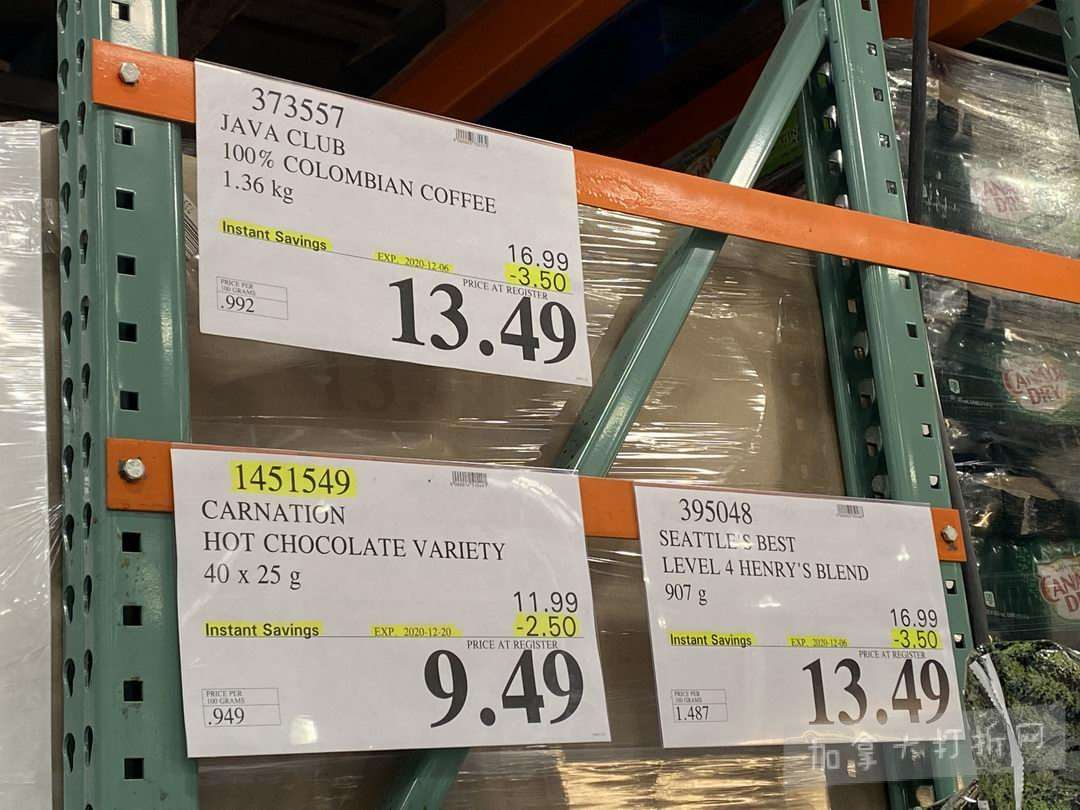 373557
JAVA CLUB
100% COLOMBIAN COFFEE
1.36 kg
Instant Savings
EXP. 2020-12-06
16.99
-3.50
PRICE AT REGISTER
PRICE PER
100 GRAMS
.992
13.49
1451549
CARNATION
HOT CHOCOLATE VARIETY
40 x 25 g
Instant Savings
EXP. 2020-12-20
11.99
-2.50
PRICE AT REGISTER
PRICE PER
100 GRAMS
.949
9.49
395048
SEATTLE'S BEST
LEVEL 4 HENRY'S BLEND
907 g
Instant Savings
EXP. 2020-12-06
16.99
-3.50
PRICE AT REGISTER
PRICE PER
100 GRAMS
1.487
13.49
CANADA
DRY
CANADA
DRY
加拿大打折网